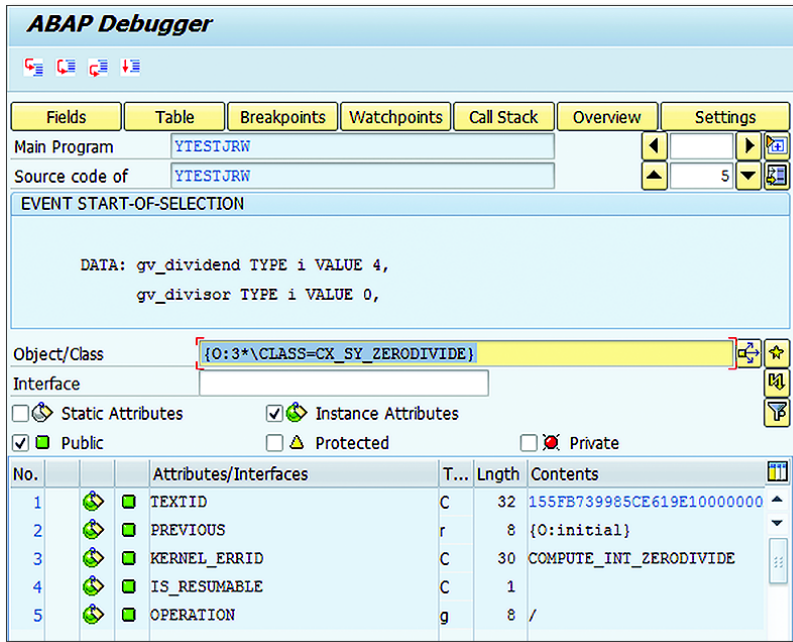 ABAP Debugger
Fields Table Breakpoints Watchpoints Call Stack Overview Settings
Main Program YTESTJRW
Source code of YTESTJRW 5
EVENT START-OF-SELECTION
DATA: gv_dividend TYPE i VALUE 4,
gv_divisor TYPE i VALUE 0,
Object/Class {O:3*\CLASS=CX_SY_ZERODIVIDE}
Interface
Static Attributes Instance Attributes
Public Protected Private
No. Attributes/Interfaces T... Lngth Contents
1 TEXTID C 32 155FB739985CE619E10000000
2 PREVIOUS r 8 {O:initial}
3 KERNEL_ERRID C 30 COMPUTE_INT_ZERODIVIDE
4 IS_RESUMABLE C 1
5 OPERATION g 8 /